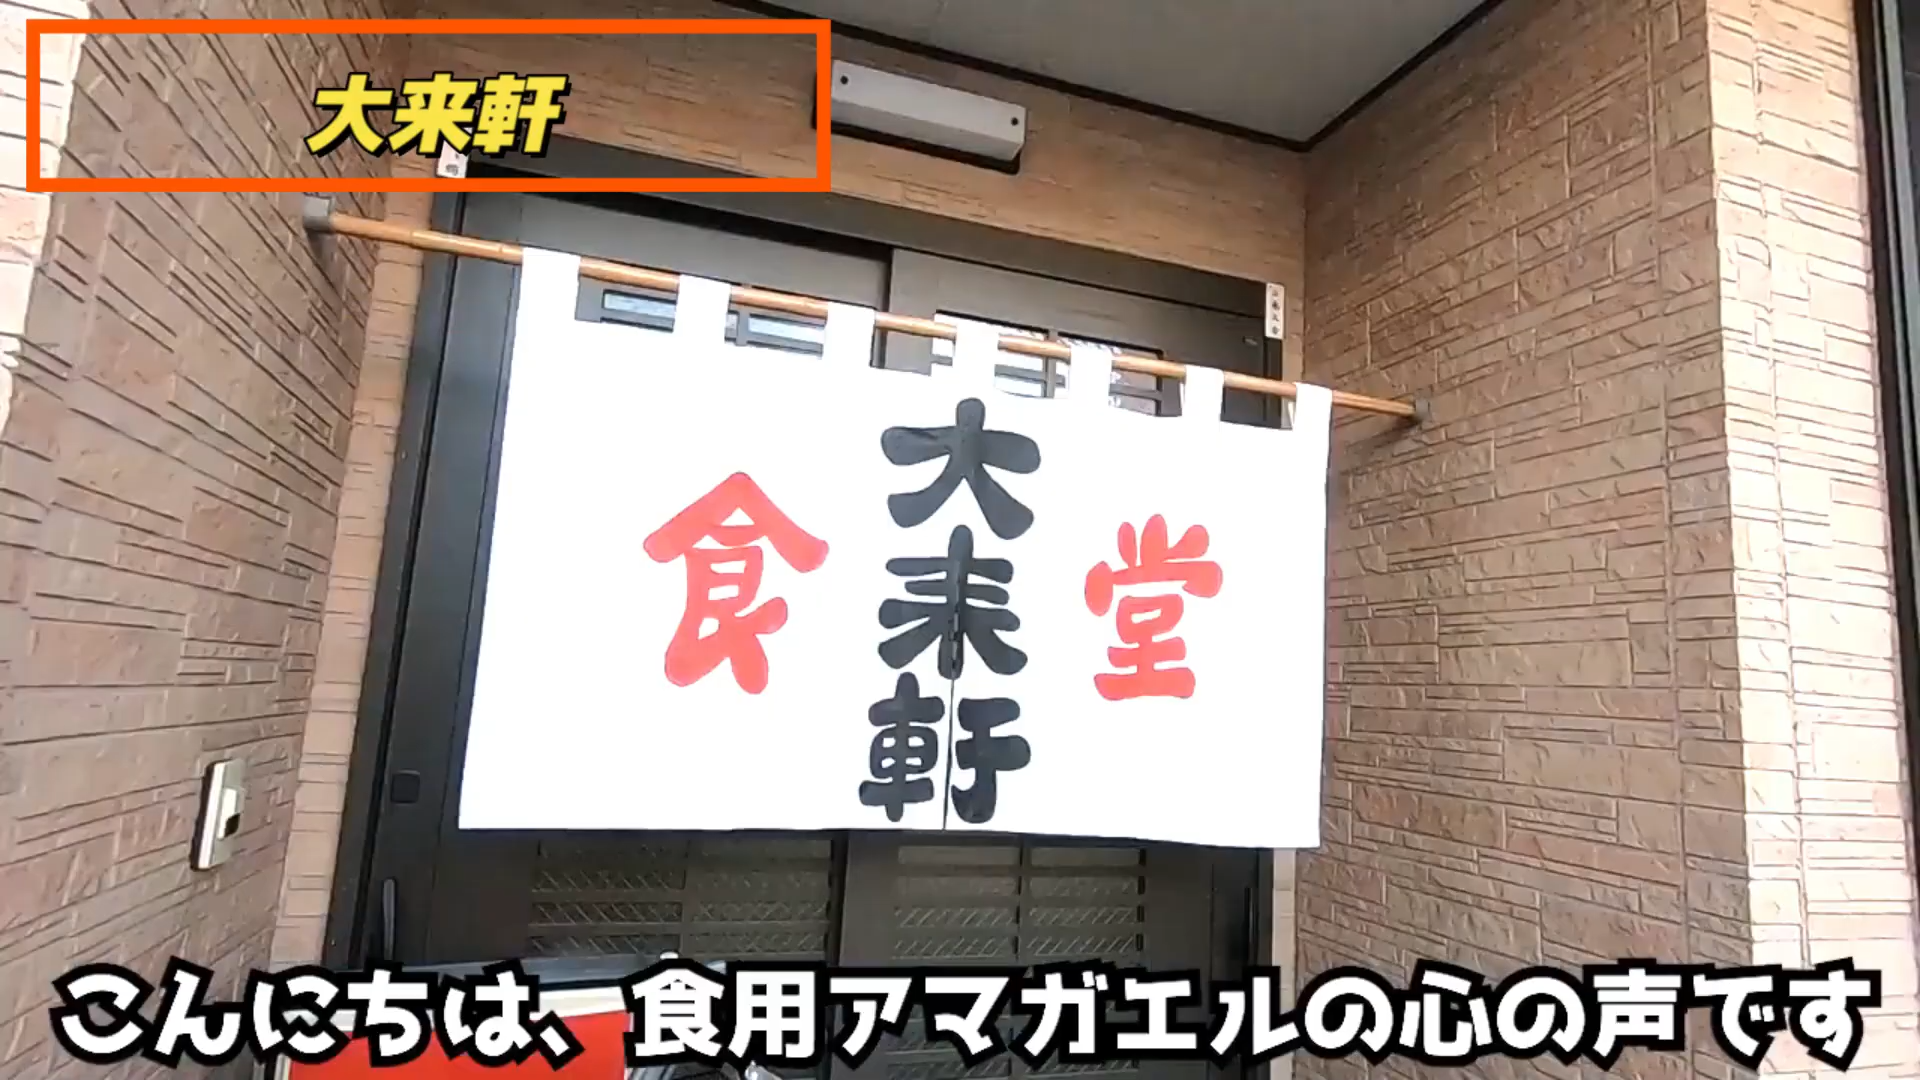 大来軒
食 堂
大来軒
こんにちは、食用アマガエルの心の声です